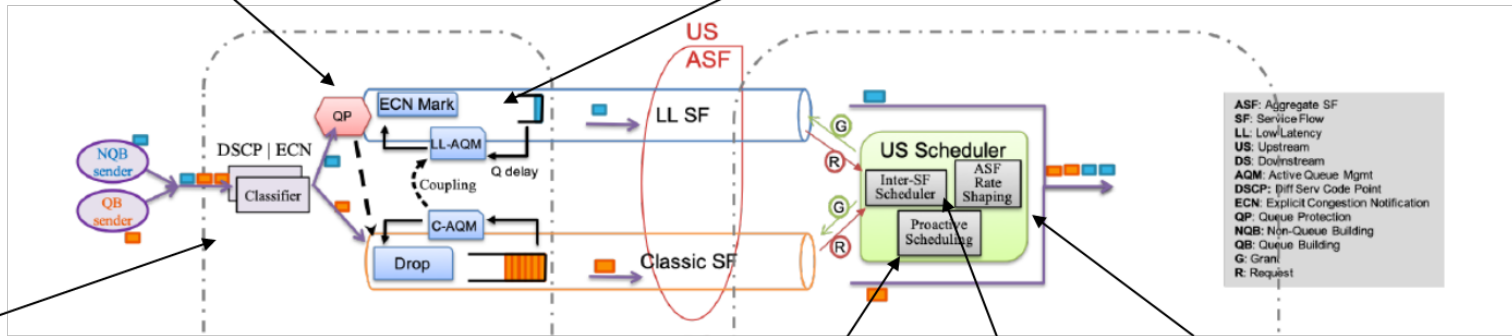 US
ASF
NQB
sender
QB
sender
DSCP | ECN
Classifier
QP
ECN Mark
LL-AQM
Q delay
Coupling
C-AQM
Drop
LL SF
Classic SF
G
R
G
R
US Scheduler
Inter-SF
Scheduler
ASF
Rate
Shaping
Proactive
Scheduling
ASF: Aggregate SF
SF: Service Flow
LL: Low Latency
US: Upstream
DS: Downstream
AQM: Active Queue Mgmt
DSCP: Diff Serv Code Point
ECN: Explicit Congestion Notification
QP: Queue Protection
NQB: Non-Queue Building
QB: Queue Building
G: Grant
R: Request